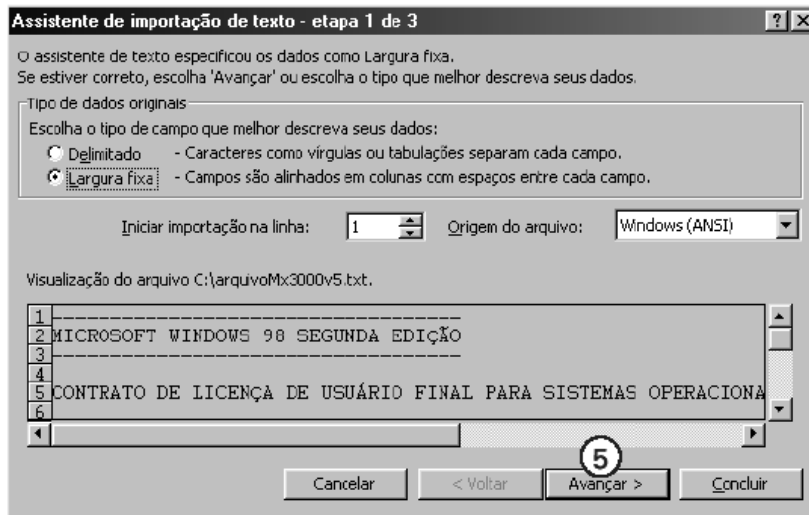 Assistente de importação de texto - etapa 1 de 3
O assistente de texto especificou os dados como Largura fixa.
Se estiver correto, escolha 'Avançar' ou escolha o tipo que melhor descreva seus dados.
Tipo de dados originais
Escolha o tipo de campo que melhor descreva seus dados:
Delimitado - Caracteres como vírgulas ou tabulações separam cada campo.
Largura fixa - Campos são alinhados em colunas com espaços entre cada campo.
Iniciar importação na linha: 1 Origem do arquivo: Windows (ANSI)
Visualização do arquivo C:\arquivoMx3000v5.txt.
1 ----------------------------------------
2 MICROSOFT WINDOWS 98 SEGUNDA EDIçÃO
3 ----------------------------------------
4
5 CONTRATO DE LICENçA DE USUÁRIO FINAL PARA SISTEMAS OPERACIONA
6
5
Cancelar < Voltar Avançar > Concluir